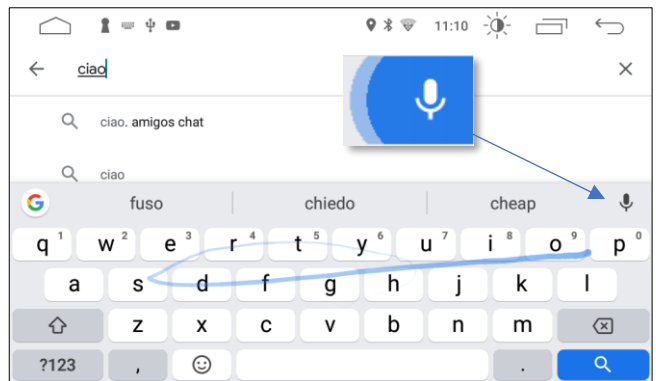 11:10
ciao
ciao. amigos chat
ciao
G fuso chiedo cheap
q 1 w 2 e 3 r 4 t 5 y 6 u 7 i 8 o 9 p 0
a s d f g h j k l
z x c v b n m
?123 , .